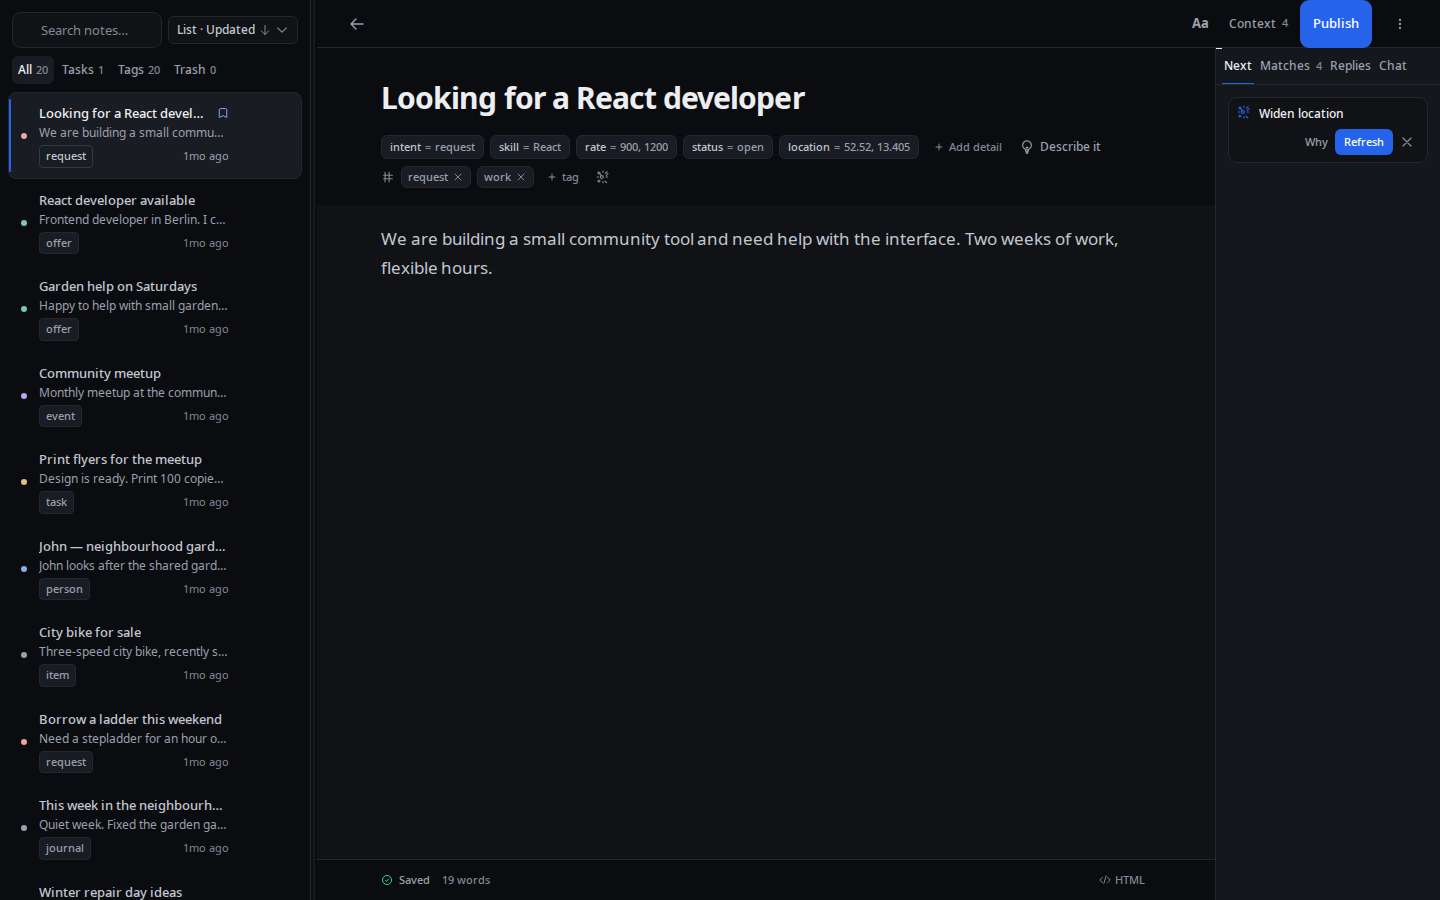 Search notes...
List · Updated ↓
All 20 Tasks 1 Tags 20 Trash 0
Looking for a React devel...
We are building a small commu...
request 1mo ago
React developer available
Frontend developer in Berlin. I c...
offer 1mo ago
Garden help on Saturdays
Happy to help with small garden...
offer 1mo ago
Community meetup
Monthly meetup at the commun...
event 1mo ago
Print flyers for the meetup
Design is ready. Print 100 copie...
task 1mo ago
John — neighbourhood gard...
John looks after the shared gard...
person 1mo ago
City bike for sale
Three-speed city bike, recently s...
item 1mo ago
Borrow a ladder this weekend
Need a stepladder for an hour o...
request 1mo ago
This week in the neighbourh...
Quiet week. Fixed the garden ga...
journal 1mo ago
Winter repair day ideas
Aa Context 4 Publish
Looking for a React developer
intent = request skill = React rate = 900, 1200 status = open location = 52.52, 13.405 + Add detail Describe it
# request × work × + tag
We are building a small community tool and need help with the interface. Two weeks of work,
flexible hours.
Saved 19 words
</> HTML
Next Matches 4 Replies Chat
Widen location
Why Refresh ×